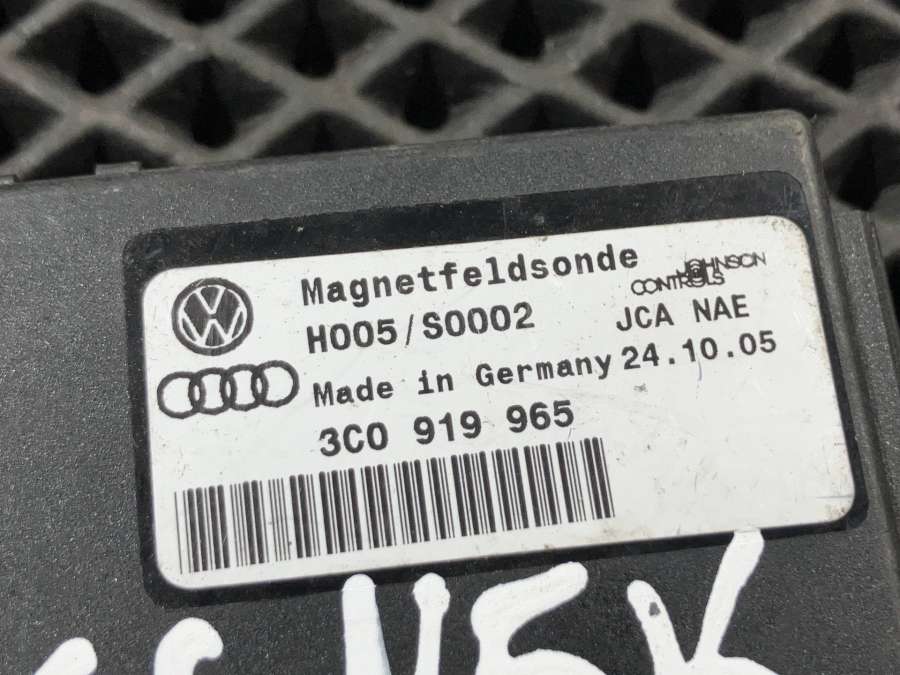 Magnetfeldsonde
JOHNSON
CONTROLS
H005/S0002
JCA NAE
Made in Germany 24.10.05
3C0 919 965